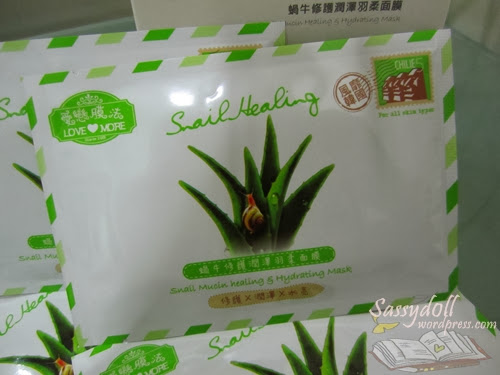 蝸牛修護潤澤羽柔面膜
Snail Mucin Healing & Hydrating Mask
LOVE MORE
Snail Healing
CHILE
For all skin types
蝸牛修護潤澤羽柔面膜
Snail Mucin healing & Hydrating Mask
Sassydoll
wordpress.com